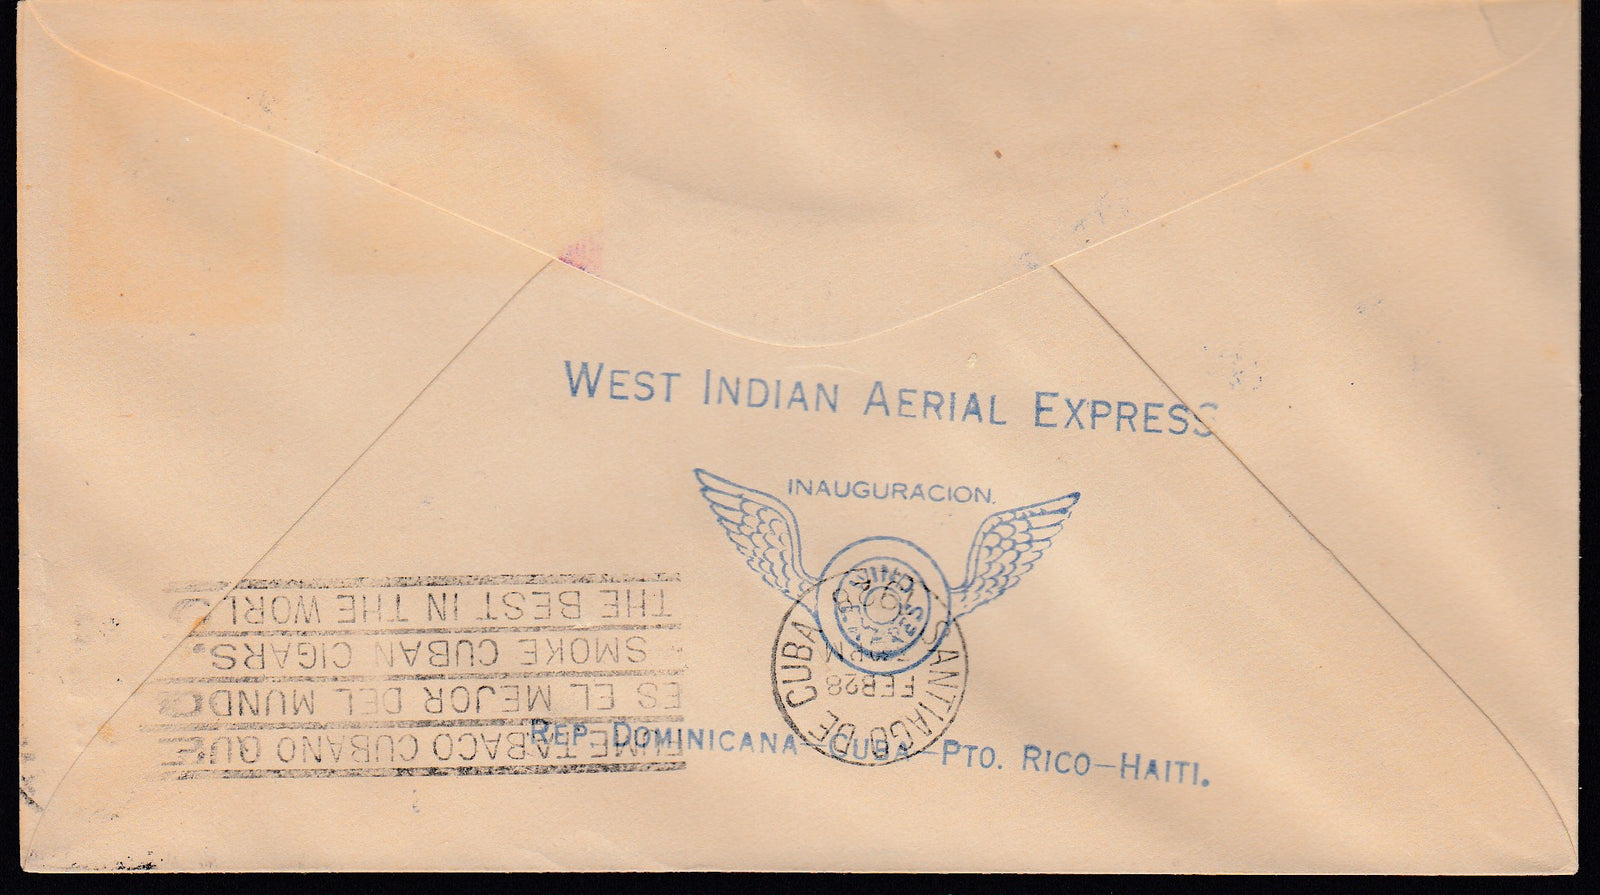 WEST INDIAN AERIAL EXPRESS
INAUGURACION.
REP. DOMINICANA–CUBA–PTO. RICO–HAITI.
SANTIAGO DE CUBA
FEB 28
PM
FUME TABACO CUBANO QUE
ES EL MEJOR DEL MUNDO
SMOKE CUBAN CIGARS.
THE BEST IN THE WORLD